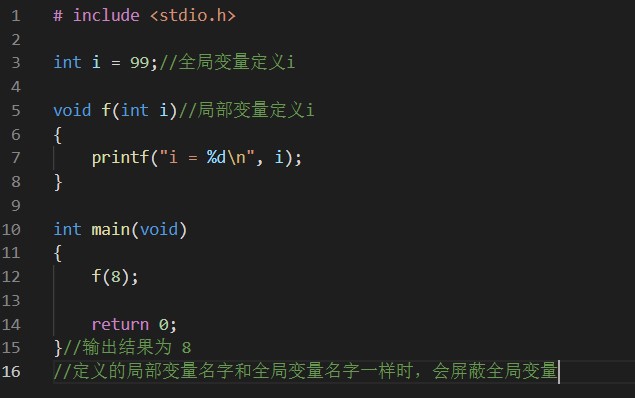 1 # include <stdio.h>
2
3 int i = 99;//全局变量定义i
4
5 void f(int i)//局部变量定义i
6 {
7     printf("i = %d\n", i);
8 }
9
10 int main(void)
11 {
12     f(8);
13
14     return 0;
15 }//输出结果为 8
16 //定义的局部变量名字和全局变量名字一样时，会屏蔽全局变量